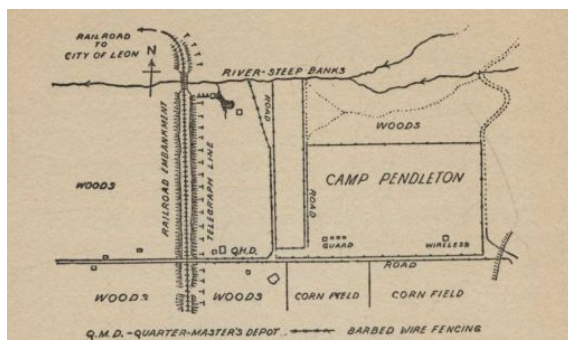 RAILROAD
TO
CITY OF LEON
N
RIVER-STEEP BANKS
RAILROAD EMBANKMENT
TELEGRAPH LINE
ROAD
WOODS
WOODS
ROAD
CAMP PENDLETON
GUARD
WIRELESS
Q.M.D.
ROAD
WOODS
WOODS
CORN FIELD
CORN FIELD
Q.M.D. - QUARTER-MASTER'S DEPOT BARBED WIRE FENCING